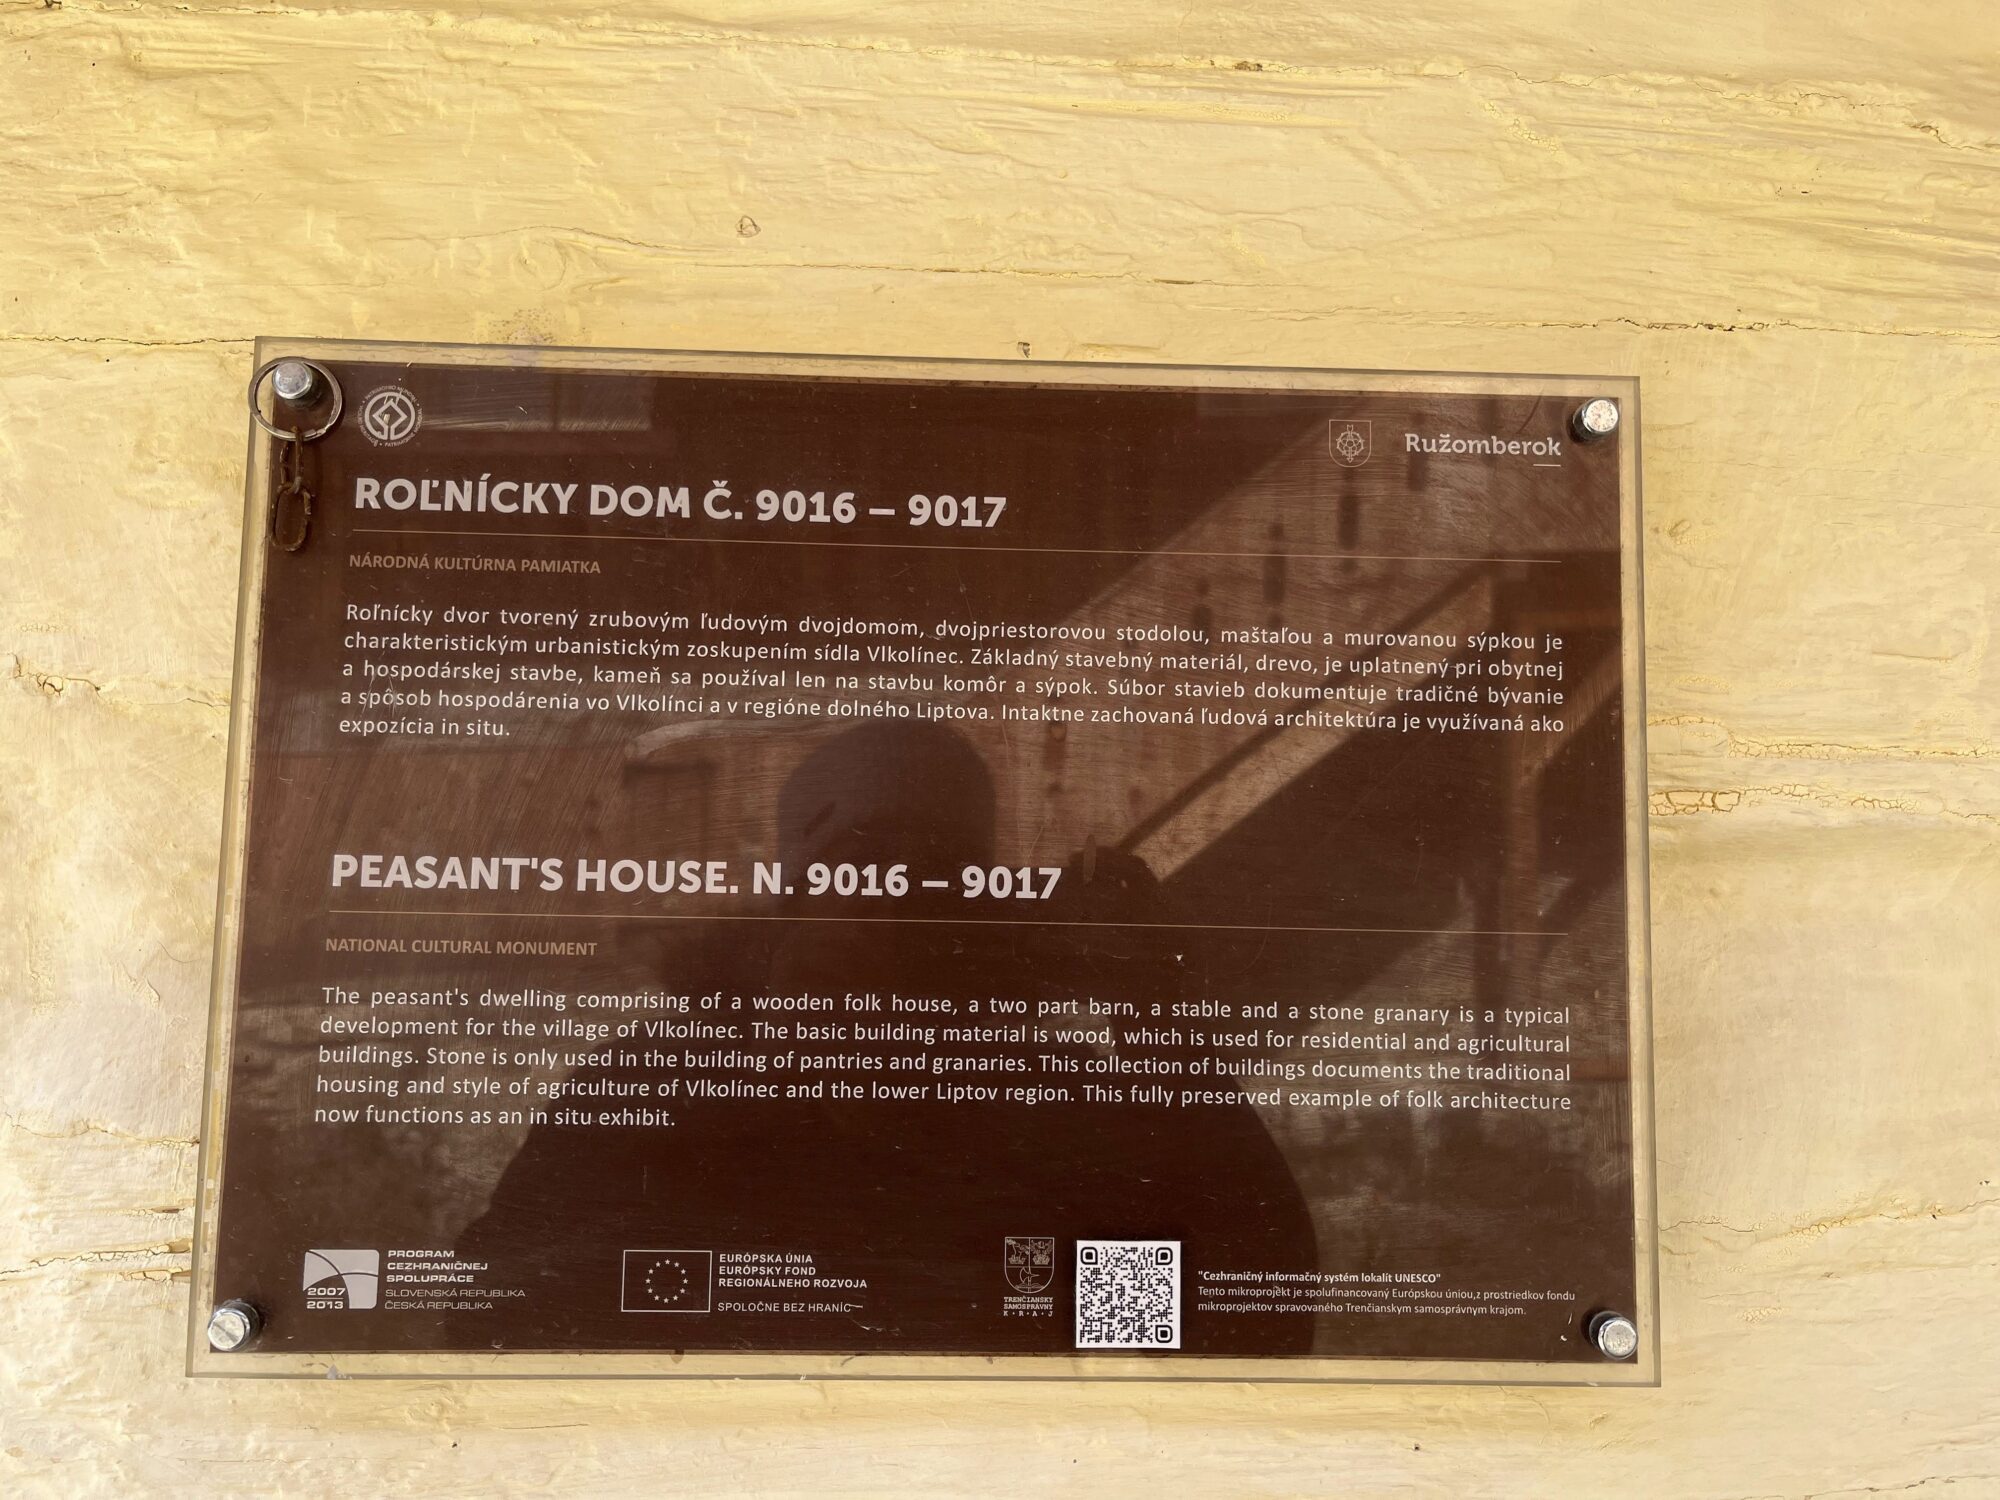 Ružomberok
ROĽNÍCKY DOM Č. 9016 – 9017
NÁRODNÁ KULTÚRNA PAMIATKA
Roľnícky dvor tvorený zrubovým ľudovým dvojdomom, dvojpriestorovou stodolou, maštaľou a murovanou sýpkou je
charakteristickým urbanistickým zoskupením sídla Vlkolínec. Základný stavebný materiál, drevo, je uplatnený pri obytnej
a hospodárskej stavbe, kameň sa používal len na stavbu komôr a sýpok. Súbor stavieb dokumentuje tradičné bývanie
a spôsob hospodárenia vo Vlkolínci a v regióne dolného Liptova. Intaktne zachovaná ľudová architektúra je využívaná ako
expozícia in situ.
PEASANT'S HOUSE. N. 9016 – 9017
NATIONAL CULTURAL MONUMENT
The peasant's dwelling comprising of a wooden folk house, a two part barn, a stable and a stone granary is a typical
development for the village of Vlkolínec. The basic building material is wood, which is used for residential and agricultural
buildings. Stone is only used in the building of pantries and granaries. This collection of buildings documents the traditional
housing and style of agriculture of Vlkolínec and the lower Liptov region. This fully preserved example of folk architecture
now functions as an in situ exhibit.
2007
2013
PROGRAM
CEZHRANIČNEJ
SPOLUPRÁCE
SLOVENSKÁ REPUBLIKA
ČESKÁ REPUBLIKA
EURÓPSKA ÚNIA
EURÓPSKY FOND
REGIONÁLNEHO ROZVOJA
SPOLOČNE BEZ HRANÍC
TRENČIANSKY
SAMOSPRÁVNY
K•R•A•J
"Cezhraničný informačný systém lokalít UNESCO"
Tento mikroprojekt je spolufinancovaný Európskou úniou,z prostriedkov fondu
mikroprojektov spravovaného Trenčianskym samosprávnym krajom.